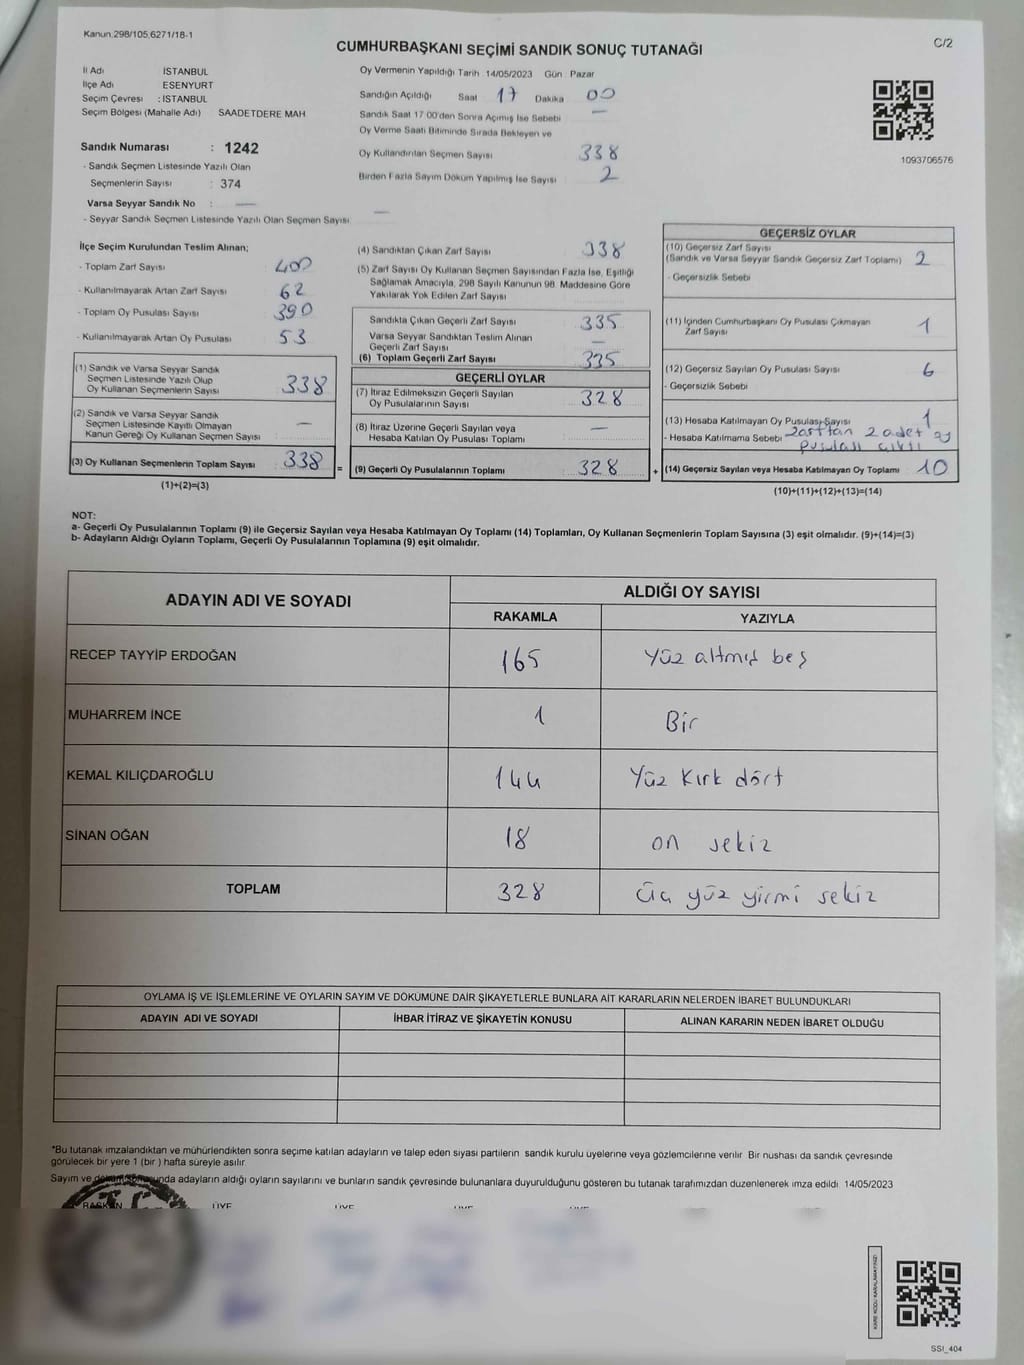 Kanun.298/105,6271/18-1
CUMHURBAŞKANI SEÇİMİ SANDIK SONUÇ TUTANAĞI
C/2
İl Adı İSTANBUL
İlçe Adı ESENYURT
Seçim Çevresi : İSTANBUL
Seçim Bölgesi (Mahalle Adı) SAADETDERE MAH
Oy Vermenin Yapıldığı Tarih 14/05/2023 Gün Pazar
Sandığın Açıldığı Saat 17 Dakika 00
Sandık Saat 17 00'den Sonra Açımış İse Sebebi —
Oy Verme Saati Bitiminde Sırada Bekleyen ve
Oy Kullandırılan Seçmen Sayısı 338
Birden Fazla Sayım Döküm Yapılmış İse Sayısı 2
1093706576
Sandık Numarası : 1242
- Sandık Seçmen Listesinde Yazılı Olan
Seçmenlerin Sayısı : 374
Varsa Seyyar Sandık No : —
- Seyyar Sandık Seçmen Listesinde Yazılı Olan Seçmen Sayısı —
İlçe Seçim Kurulundan Teslim Alınan;
- Toplam Zarf Sayısı 400
- Kullanılmayarak Artan Zarf Sayısı 62
- Toplam Oy Pusulası Sayısı 390
- Kullanılmayarak Artan Oy Pusulası 53
(1) Sandık ve Varsa Seyyar Sandık
Seçmen Listesinde Yazılı Olup
Oy Kullanan Seçmenlerin Sayısı 338
(2) Sandık ve Varsa Seyyar Sandık
Seçmen Listesinde Kayıtlı Olmayan
Kanun Gereği Oy Kullanan Seçmen Sayısı —
(3) Oy Kullanan Seçmenlerin Toplam Sayısı 338 =
(1)+(2)=(3)
(4) Sandıktan Çıkan Zarf Sayısı 338
(5) Zarf Sayısı Oy Kullanan Seçmen Sayısından Fazla İse, Eşitliği
Sağlamak Amacıyla, 298 Sayılı Kanunun 98. Maddesine Göre
Yakılarak Yok Edilen Zarf Sayısı
Sandıkta Çıkan Geçerli Zarf Sayısı 335
Varsa Seyyar Sandıktan Teslim Alınan
Geçerli Zarf Sayısı —
(6) Toplam Geçerli Zarf Sayısı 335
GEÇERLİ OYLAR
(7) İtiraz Edilmeksizin Geçerli Sayılan
Oy Pusulalarının Sayısı 328
(8) İtiraz Üzerine Geçerli Sayılan veya
Hesaba Katılan Oy Pusulası Toplamı —
(9) Geçerli Oy Pusulalarının Toplamı 328 +
GEÇERSİZ OYLAR
(10) Geçersiz Zarf Sayısı
(Sandık ve Varsa Seyyar Sandık Geçersiz Zarf Toplamı) 2
- Geçersizlik Sebebi
(11) İçinden Cumhurbaşkanı Oy Pusulası Çıkmayan
Zarf Sayısı 1
(12) Geçersiz Sayılan Oy Pusulası Sayısı 6
- Geçersizlik Sebebi
(13) Hesaba Katılmayan Oy Pusulası Sayısı 1
- Hesaba Katılmama Sebebi zarftan 2 adet oy
pusulası çıktı
(14) Geçersiz Sayılan veya Hesaba Katılmayan Oy Toplamı 10
(10)+(11)+(12)+(13)=(14)
NOT:
a- Geçerli Oy Pusulalarının Toplamı (9) ile Geçersiz Sayılan veya Hesaba Katılmayan Oy Toplamı (14) Toplamları, Oy Kullanan Seçmenlerin Toplam Sayısına (3) eşit olmalıdır. (9)+(14)=(3)
b- Adayların Aldığı Oyların Toplamı, Geçerli Oy Pusulalarının Toplamına (9) eşit olmalıdır.
ADAYIN ADI VE SOYADI
ALDIĞI OY SAYISI
RAKAMLA YAZIYLA
RECEP TAYYİP ERDOĞAN 165 Yüz altmış beş
MUHARREM İNCE 1 Bir
KEMAL KILIÇDAROĞLU 144 Yüz Kırk dört
SİNAN OĞAN 18 on sekiz
TOPLAM 328 Üç yüz yirmi sekiz
OYLAMA İŞ VE İŞLEMLERİNE VE OYLARIN SAYIM VE DÖKÜMÜNE DAİR ŞİKAYETLERLE BUNLARA AİT KARARLARIN NELERDEN İBARET BULUNDUKLARI
ADAYIN ADI VE SOYADI İHBAR İTİRAZ VE ŞİKAYETİN KONUSU ALINAN KARARIN NEDEN İBARET OLDUĞU
*Bu tutanak imzalandıktan ve mühürlendikten sonra seçime katılan adayların ve talep eden siyasi partilerin sandık kurulu üyelerine veya gözlemcilerine verilir Bir nüshası da sandık çevresinde
görülecek bir yere 1 (bir ) hafta süreyle asılır
Sayım ve adayların aldığı oyların sayılarını ve bunların sandık çevresinde bulunanlara duyurulduğunu gösteren bu tutanak tarafımızdan düzenlenerek imza edildi 14/05/2023
BAŞKAN ÜYE ÜYE ÜYE ÜYE
KARE KODU KARALAMAYINIZ!
SSI_404